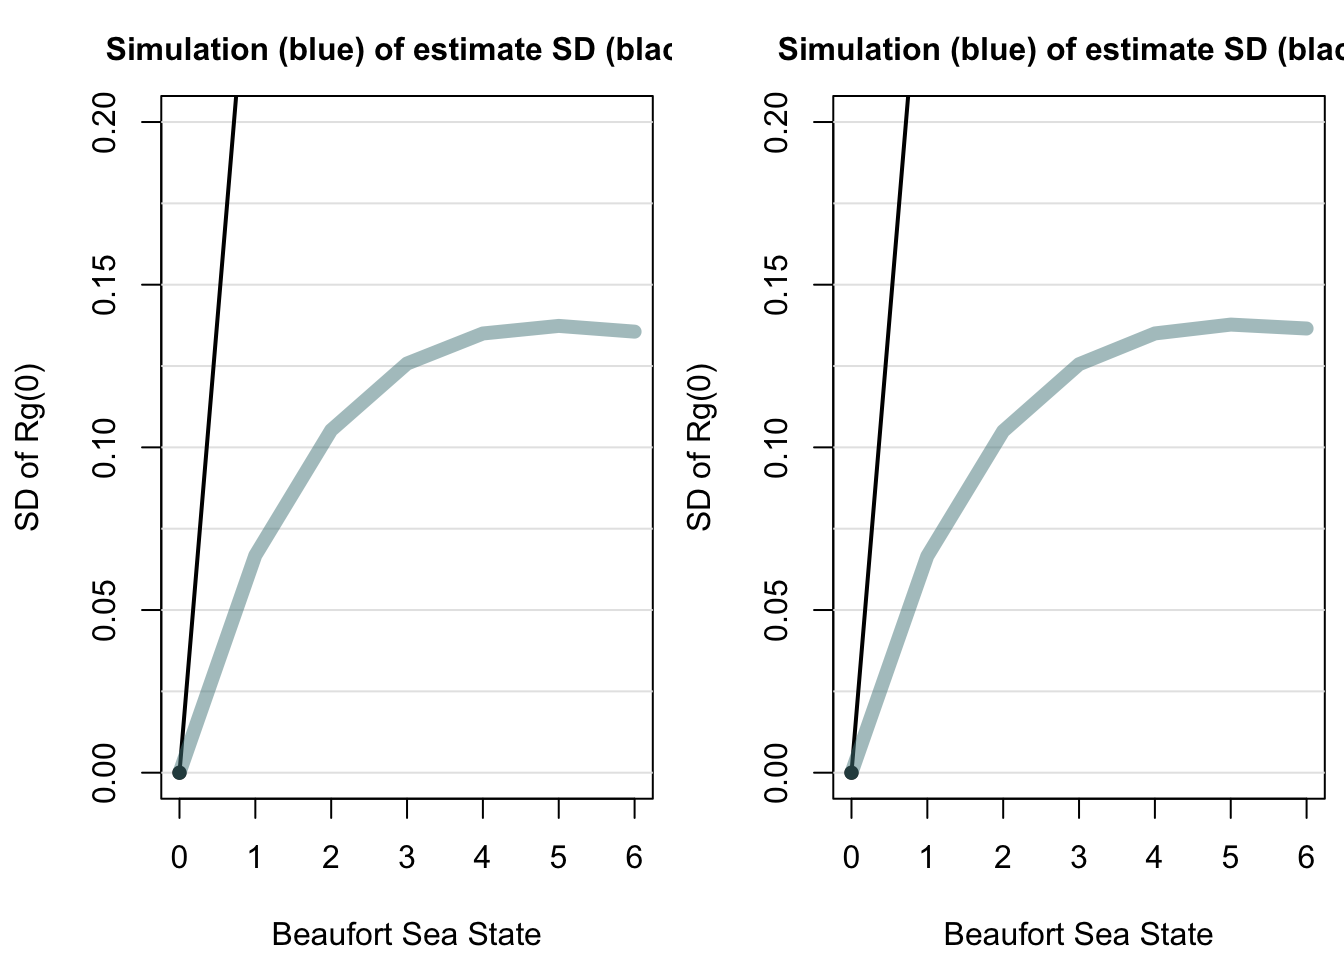 Simulation (blue) of estimate SD (blac
SD of Rg(0)
0.20
0.15
0.10
0.05
0.00
0 1 2 3 4 5 6
Beaufort Sea State
Simulation (blue) of estimate SD (blac
SD of Rg(0)
0.20
0.15
0.10
0.05
0.00
0 1 2 3 4 5 6
Beaufort Sea State